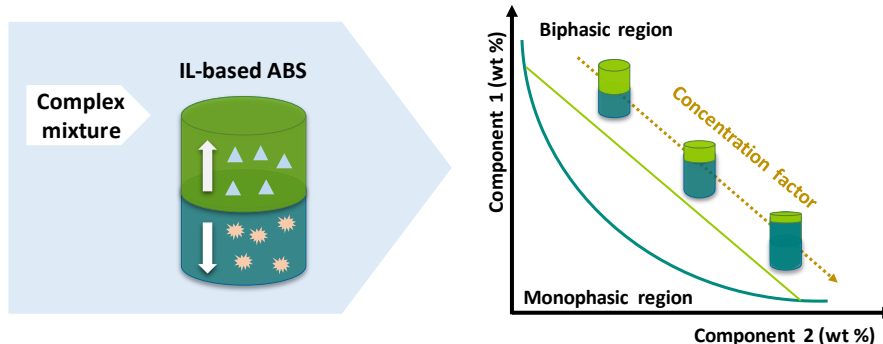 IL-based ABS
Complex
mixture
Component 1 (wt %)
Biphasic region
Concentration factor
Monophasic region
Component 2 (wt %)